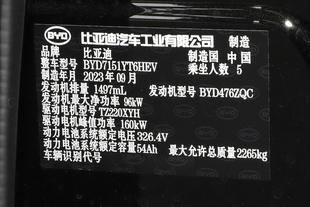 BYD 比亚迪汽车工业有限公司 制造
品牌 比亚迪 制造国 中国
整车型号 BYD7151YT6HEV 乘坐人数 5
制造年月 2023年09月
发动机排量 1497mL 发动机型号 BYD476ZQC
发动机最大净功率 96kW
驱动电机型号 TZ220XYH
驱动电机峰值功率 160kW
动力电池系统额定电压 326.4V
动力电池系统额定容量 54Ah 最大允许总质量 2265kg
车辆识别代号